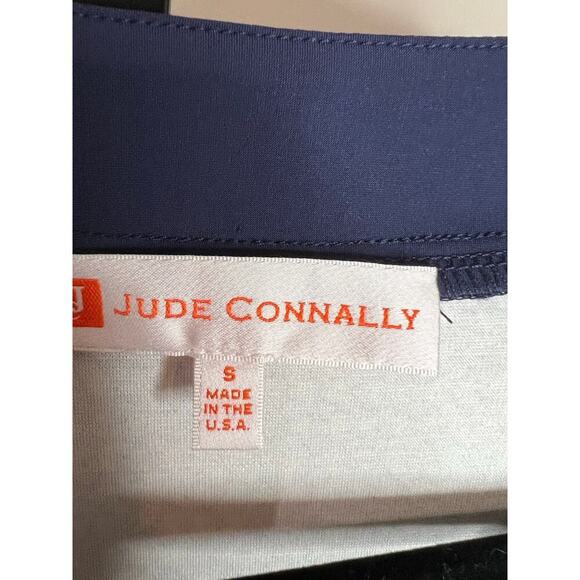 J JUDE CONNALLY
S
MADE
IN THE
U.S.A.